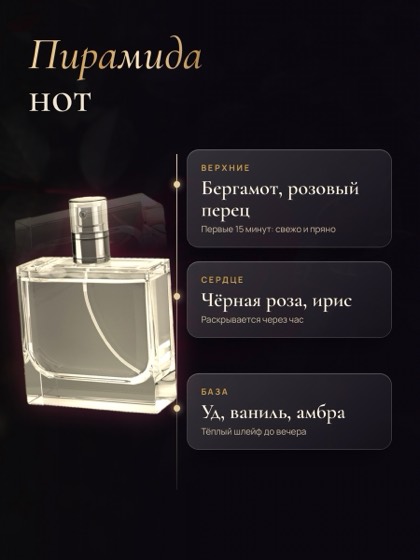 Пирамида
нот
ВЕРХНИЕ
Бергамот, розовый
перец
Первые 15 минут: свежо и пряно
СЕРДЦЕ
Чёрная роза, ирис
Раскрывается через час
БАЗА
Уд, ваниль, амбра
Тёплый шлейф до вечера